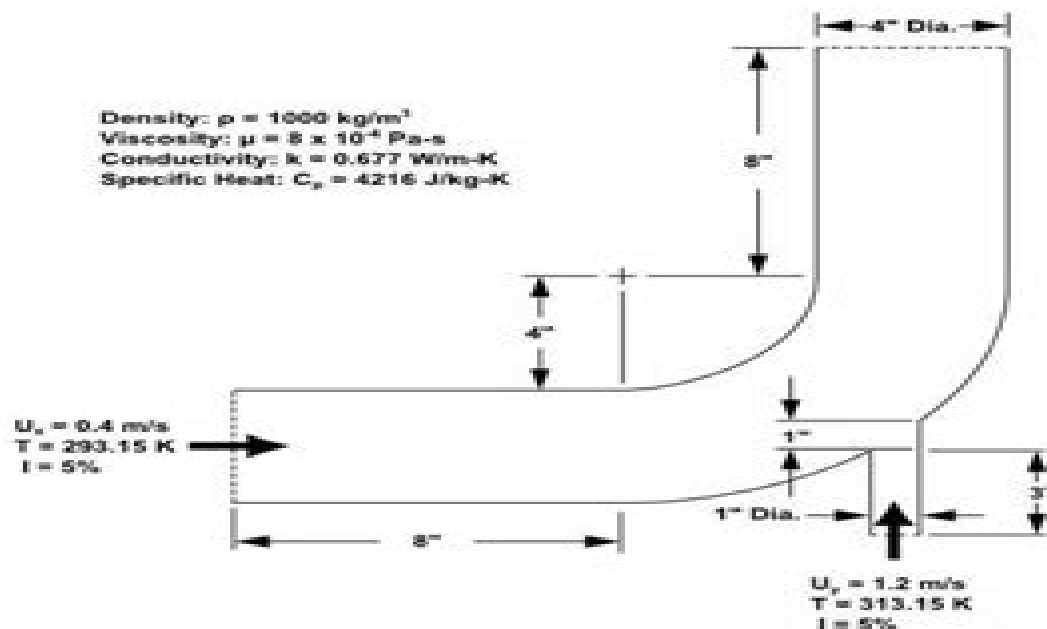 4" Dia.
Density: ρ = 1000 kg/m³
Viscosity: μ = 8 x 10⁻⁴ Pa-s
Conductivity: k = 0.677 W/m-K
Specific Heat: Cₚ = 4216 J/kg-K
8"
4"
Uₓ = 0.4 m/s
T = 293.15 K
I = 5%
1"
1" Dia.
8"
Uᵧ = 1.2 m/s
T = 313.15 K
I = 5%